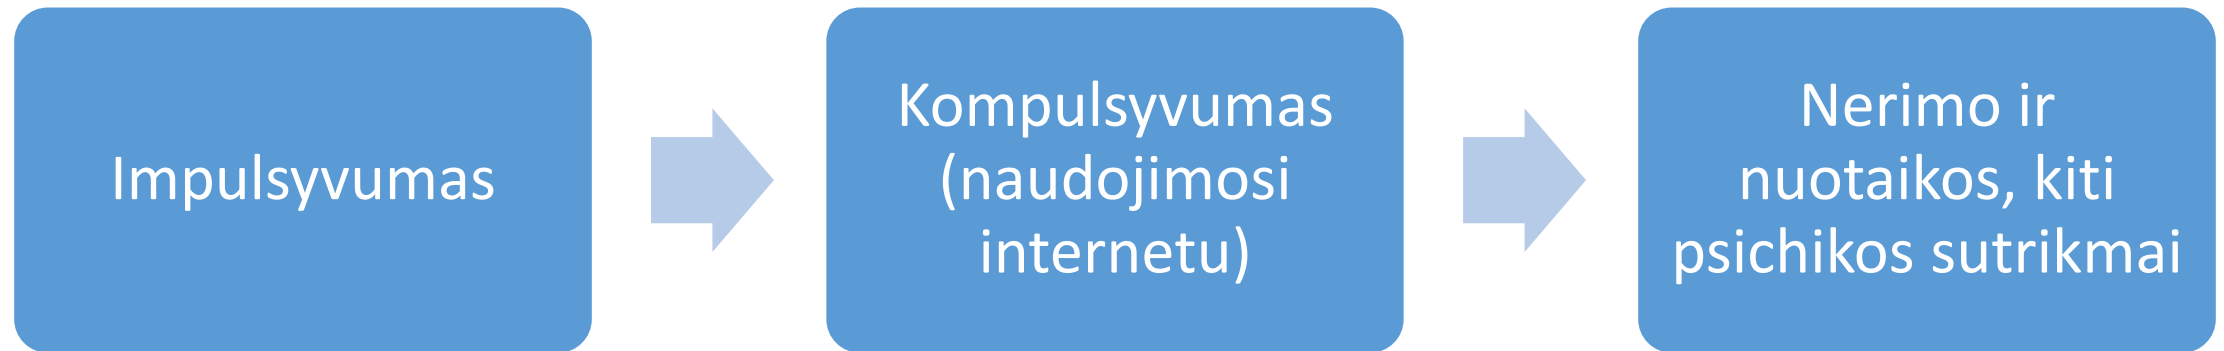 Impulsyvumas
Kompulsyvumas
(naudojimosi
internetu)
Nerimo ir
nuotaikos, kiti
psichikos sutrikmai